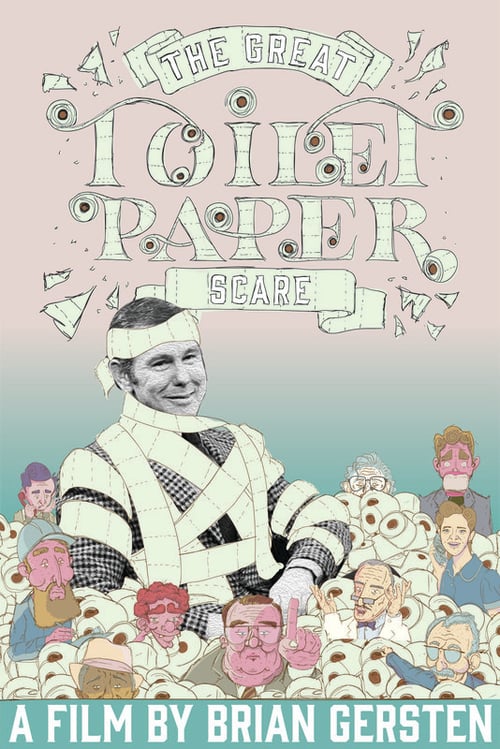 THE GREAT
TOILET
PAPER
SCARE
A FILM BY BRIAN GERSTEN